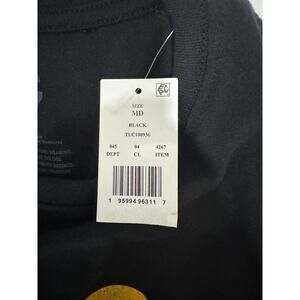 SIZE
MD
BLACK
TLC108936
045 04 4267
DEPT CL ITEM
1 95994 96311 7